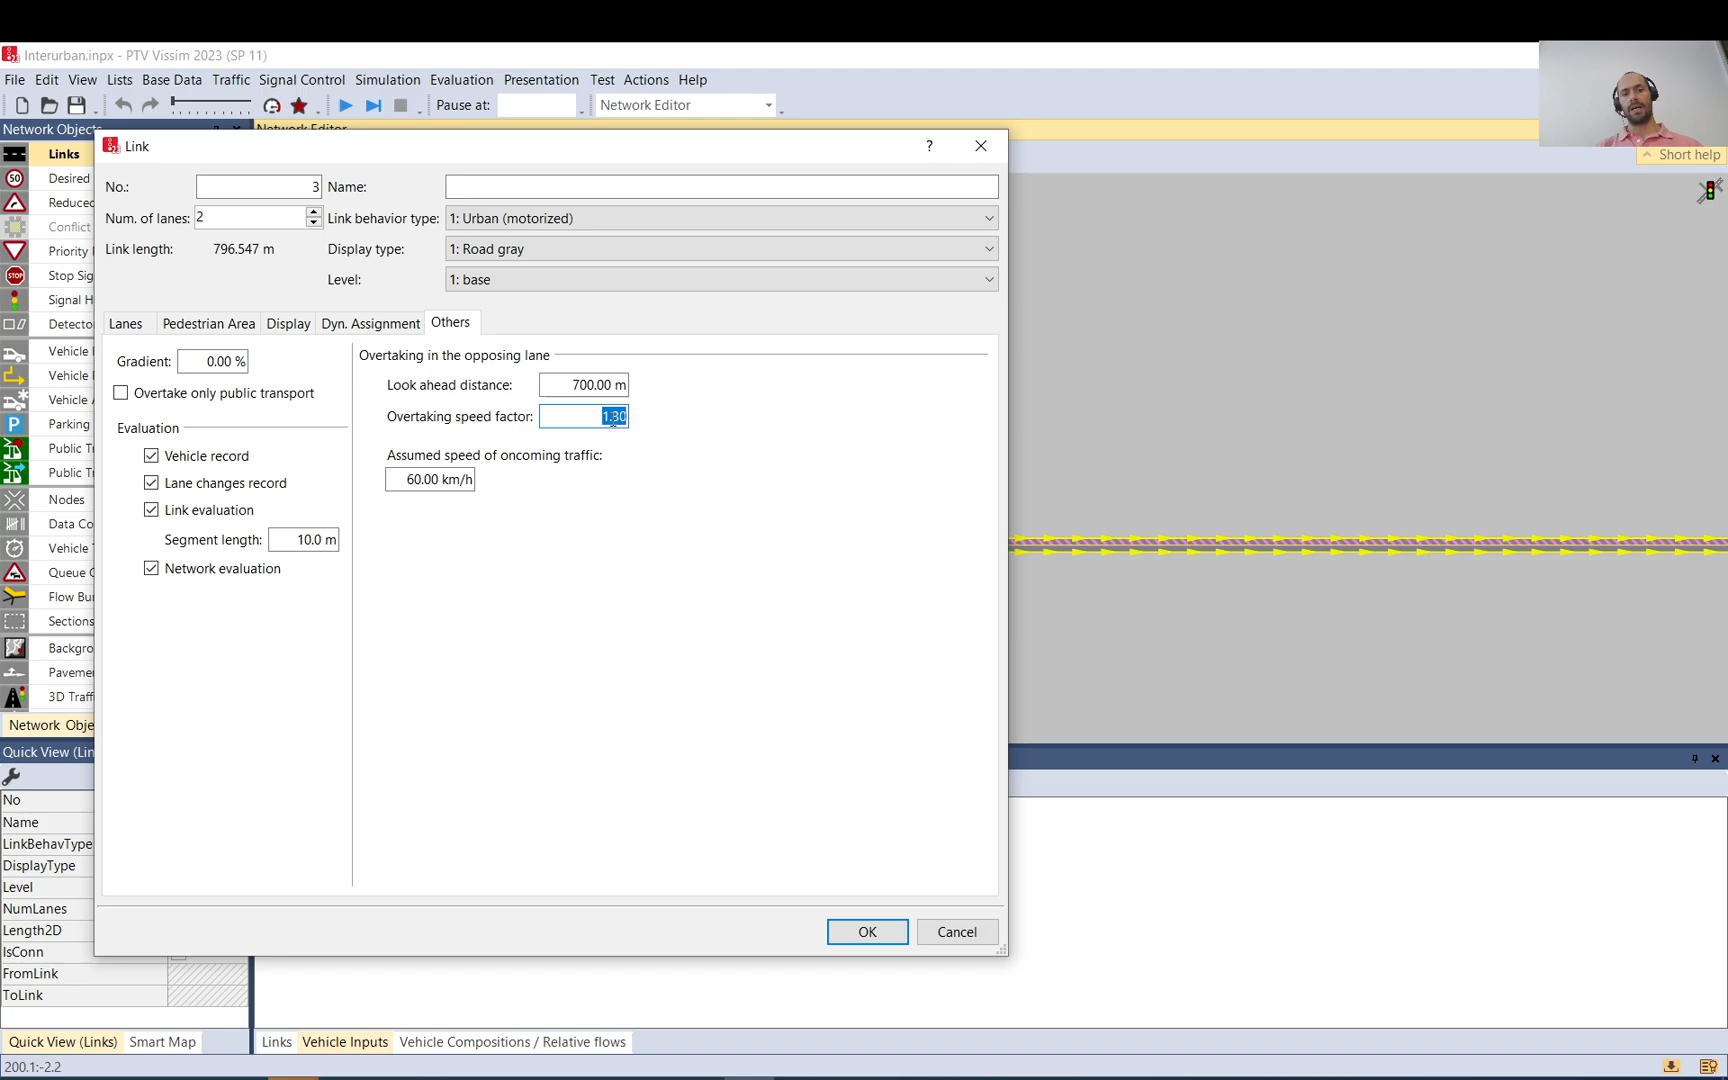 Interurban.inpx - PTV Vissim 2023 (SP 11)
File Edit View Lists Base Data Traffic Signal Control Simulation Evaluation Presentation Test Actions Help
Pause at: Network Editor
Network Objects
Network Editor
Short help
Links
Desired
Reduced
Conflict
Priority
Stop Sig
Signal H
Detecto
Vehicle
Vehicle
Vehicle
Parking
Public Tr
Public Tr
Nodes
Data Co
Vehicle T
Queue C
Flow Bu
Sections
Backgro
Paveme
3D Traff
Network Obje
Link
?
No.: 3 Name:
Num. of lanes: 2 Link behavior type: 1: Urban (motorized)
Link length: 796.547 m Display type: 1: Road gray
Level: 1: base
Lanes Pedestrian Area Display Dyn. Assignment Others
Gradient: 0.00 %
Overtake only public transport
Evaluation
Vehicle record
Lane changes record
Link evaluation
Segment length: 10.0 m
Network evaluation
Overtaking in the opposing lane
Look ahead distance: 700.00 m
Overtaking speed factor: 1.30
Assumed speed of oncoming traffic:
60.00 km/h
OK Cancel
Quick View (Lin
No
Name
LinkBehavType
DisplayType
Level
NumLanes
Length2D
IsConn
FromLink
ToLink
Quick View (Links) Smart Map
Links Vehicle Inputs Vehicle Compositions / Relative flows
200.1:-2.2
50
STOP
P